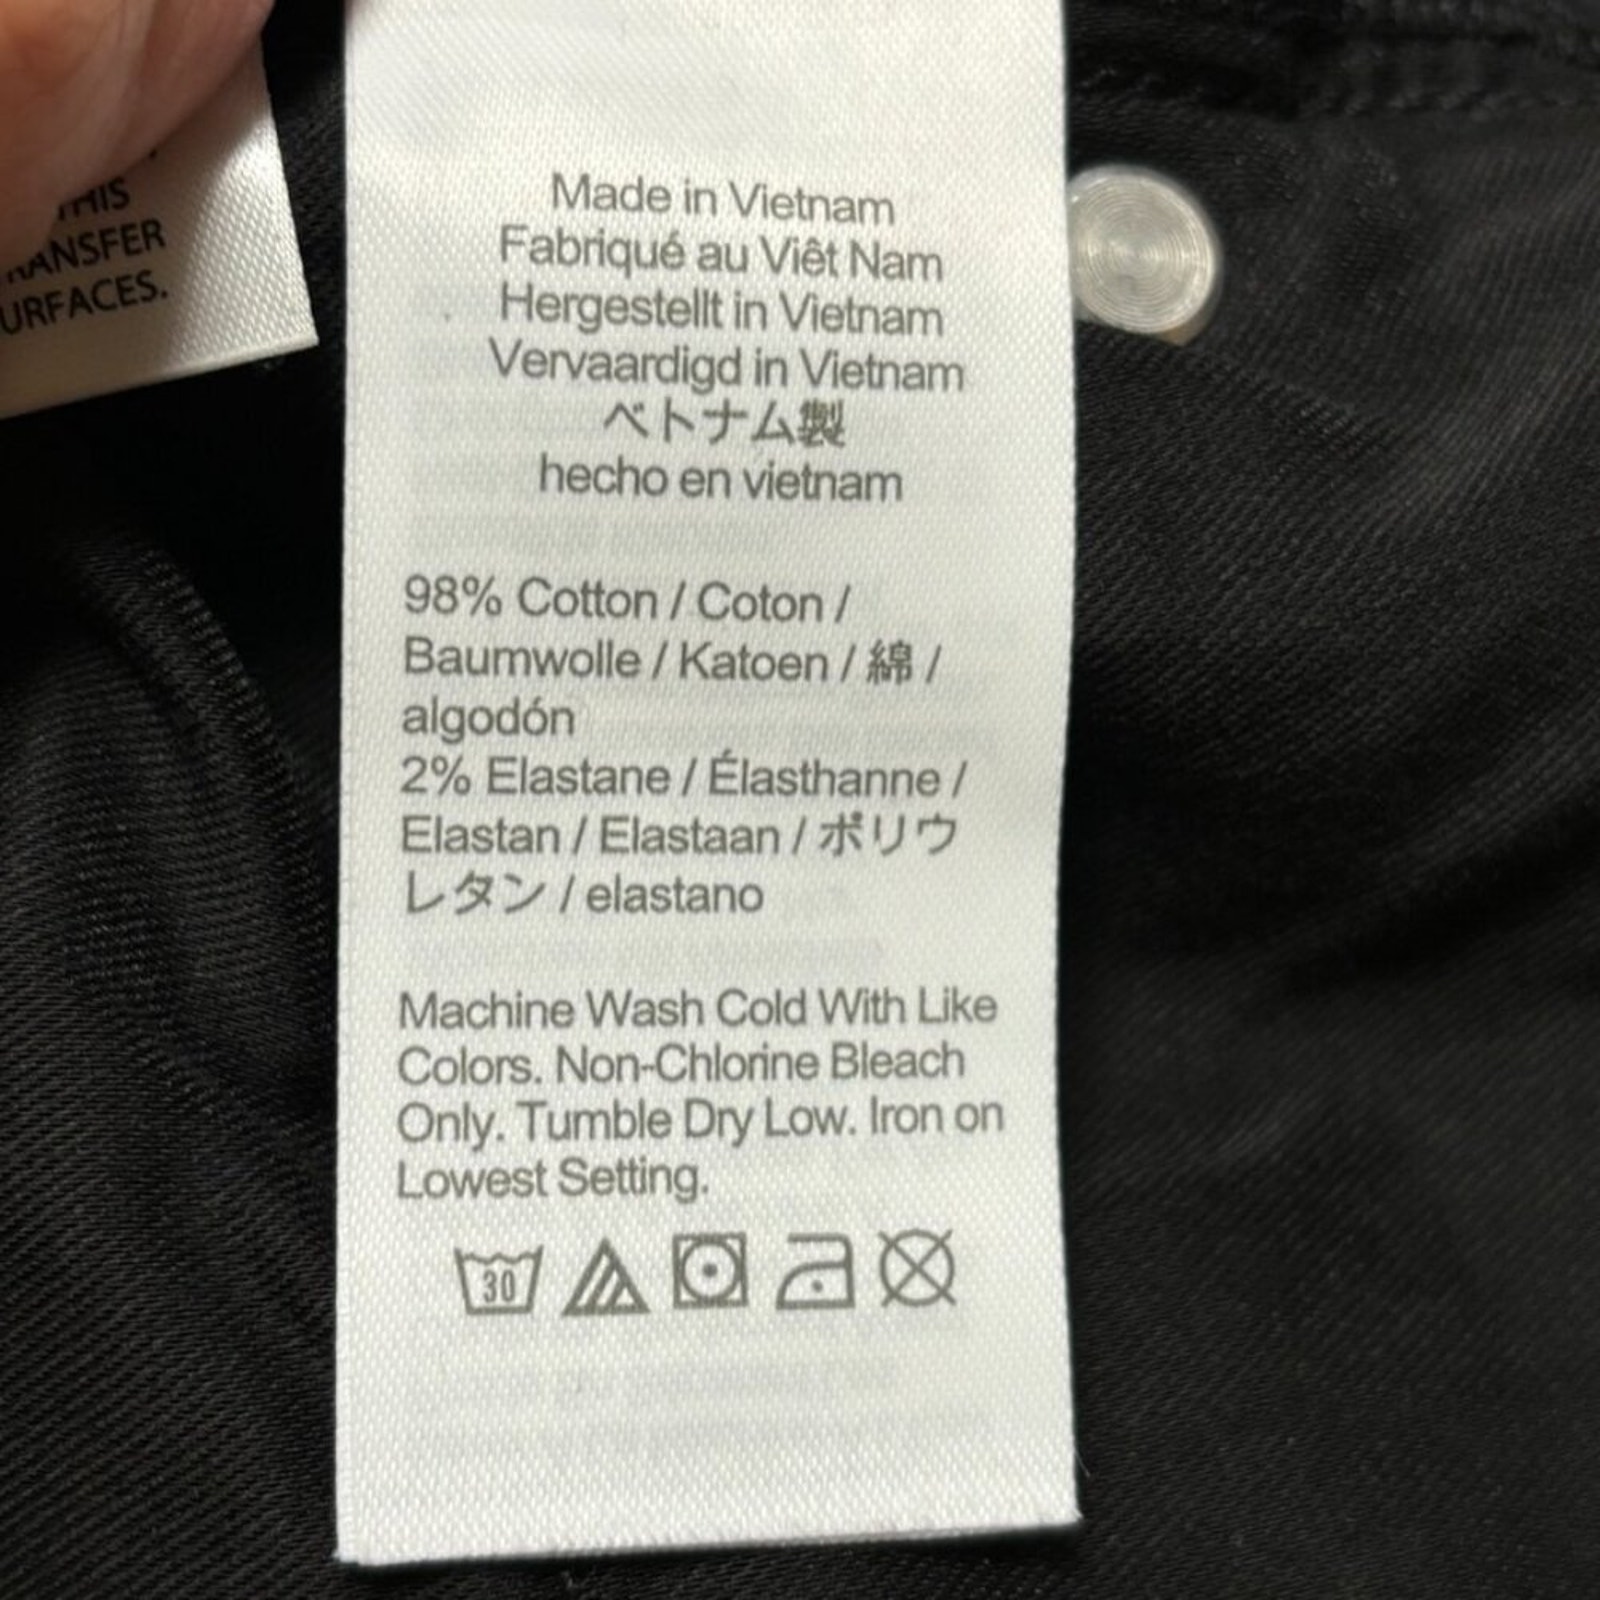 THIS
TRANSFER
URFACES.
Made in Vietnam
Fabriqué au Viêt Nam
Hergestellt in Vietnam
Vervaardigd in Vietnam
ベトナム製
hecho en vietnam
98% Cotton / Coton /
Baumwolle / Katoen / 綿 /
algodón
2% Elastane / Élasthanne /
Elastan / Elastaan / ポリウ
レタン / elastano
Machine Wash Cold With Like
Colors. Non-Chlorine Bleach
Only. Tumble Dry Low. Iron on
Lowest Setting.
30